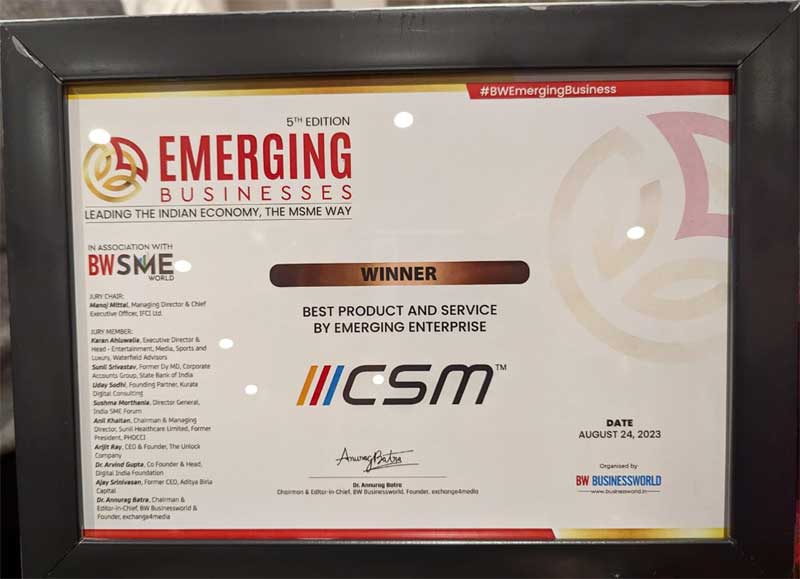 #BWEmergingBusiness
5TH EDITION
EMERGING
BUSINESSES
LEADING THE INDIAN ECONOMY, THE MSME WAY
IN ASSOCIATION WITH
BW SME
WORLD
JURY CHAIR:
Manoj Mittal, Managing Director & Chief
Executive Officer, IFCI Ltd.
JURY MEMBER:
Karan Ahluwalia, Executive Director &
Head - Entertainment, Media, Sports and
Luxury, Waterfield Advisors
Sunil Srivastav, Former Dy MD, Corporate
Accounts Group, State Bank of India
Uday Sodhi, Founding Partner, Kurata
Digital Consulting
Sushma Morthania, Director General,
India SME Forum
Anil Khaitan, Chairman & Managing
Director, Sunil Healthcare Limited, Former
President, PHDCCI
Arijit Ray, CEO & Founder, The Unlock
Company
Dr. Arvind Gupta, Co Founder & Head,
Digital India Foundation
Ajay Srinivasan, Former CEO, Aditya Birla
Capital
Dr. Annurag Batra, Chairman &
Editor-in-Chief, BW Businessworld &
Founder, exchange4media
WINNER
BEST PRODUCT AND SERVICE
BY EMERGING ENTERPRISE
CSM™
Anurag Batra
Dr. Annurag Batra
Chairman & Editor-in-Chief, BW Businessworld, Founder, exchange4media
DATE
AUGUST 24, 2023
Organised by
BW BUSINESSWORLD
www.businessworld.in